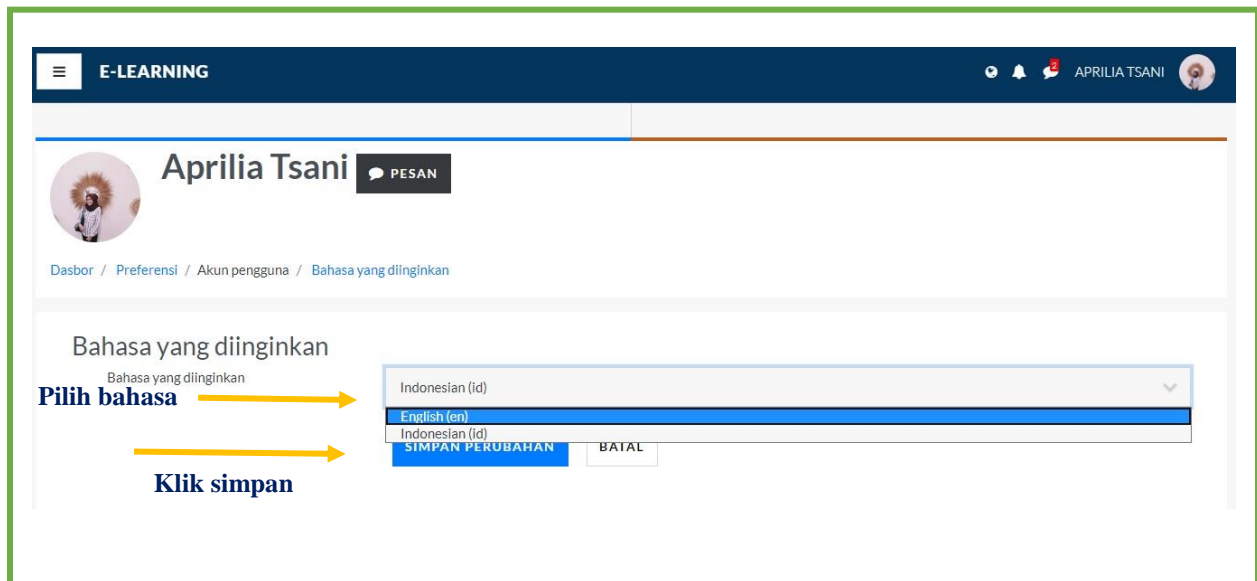 E-LEARNING
2
APRILIA TSANI
Aprilia Tsani
PESAN
Dasbor / Preferensi / Akun pengguna / Bahasa yang diinginkan
Bahasa yang diinginkan
Bahasa yang diinginkan
Pilih bahasa
Indonesian (id)
English (en)
Indonesian (id)
SIMPAN PERUBAHAN
BATAL
Klik simpan